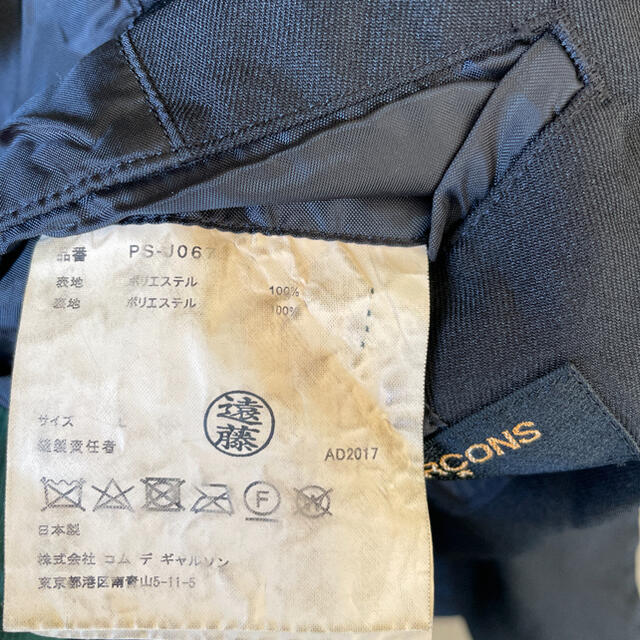 品番 PS-J067
表地 ポリエステル 100%
裏地 ポリエステル 100%
サイズ L
遠藤
縫製責任者
AD2017
F
W
日本製
株式会社 コム デ ギャルソン
東京都港区南青山5-11-5
RCONS